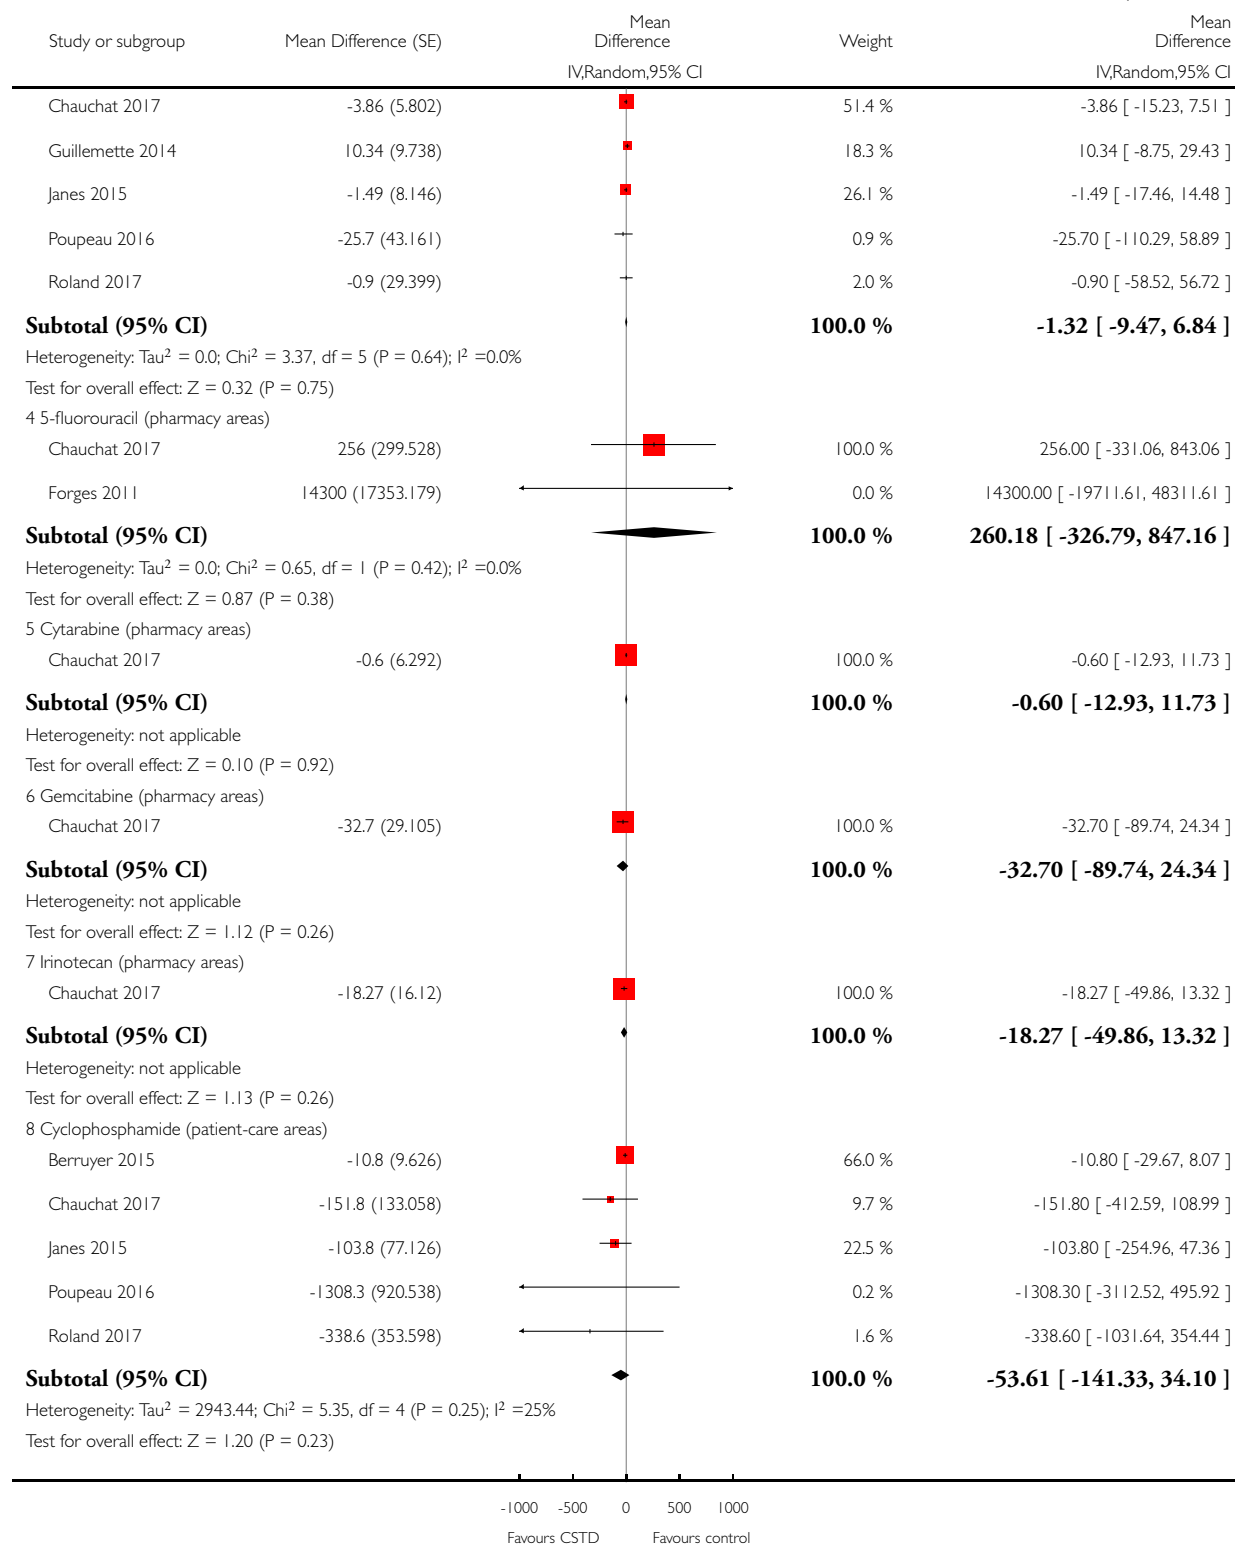 Study or subgroup Mean Difference (SE) Mean Difference Weight Mean Difference
IV,Random,95% CI IV,Random,95% CI
Chauchat 2017 -3.86 (5.802) 51.4 % -3.86 [ -15.23, 7.51 ]
Guillemette 2014 10.34 (9.738) 18.3 % 10.34 [ -8.75, 29.43 ]
Janes 2015 -1.49 (8.146) 26.1 % -1.49 [ -17.46, 14.48 ]
Poupeau 2016 -25.7 (43.161) 0.9 % -25.70 [ -110.29, 58.89 ]
Roland 2017 -0.9 (29.399) 2.0 % -0.90 [ -58.52, 56.72 ]
Subtotal (95% CI) 100.0 % -1.32 [ -9.47, 6.84 ]
Heterogeneity: Tau² = 0.0; Chi² = 3.37, df = 5 (P = 0.64); I² =0.0%
Test for overall effect: Z = 0.32 (P = 0.75)
4 5-fluorouracil (pharmacy areas)
Chauchat 2017 256 (299.528) 100.0 % 256.00 [ -331.06, 843.06 ]
Forges 2011 14300 (17353.179) 0.0 % 14300.00 [ -19711.61, 48311.61 ]
Subtotal (95% CI) 100.0 % 260.18 [ -326.79, 847.16 ]
Heterogeneity: Tau² = 0.0; Chi² = 0.65, df = 1 (P = 0.42); I² =0.0%
Test for overall effect: Z = 0.87 (P = 0.38)
5 Cytarabine (pharmacy areas)
Chauchat 2017 -0.6 (6.292) 100.0 % -0.60 [ -12.93, 11.73 ]
Subtotal (95% CI) 100.0 % -0.60 [ -12.93, 11.73 ]
Heterogeneity: not applicable
Test for overall effect: Z = 0.10 (P = 0.92)
6 Gemcitabine (pharmacy areas)
Chauchat 2017 -32.7 (29.105) 100.0 % -32.70 [ -89.74, 24.34 ]
Subtotal (95% CI) 100.0 % -32.70 [ -89.74, 24.34 ]
Heterogeneity: not applicable
Test for overall effect: Z = 1.12 (P = 0.26)
7 Irinotecan (pharmacy areas)
Chauchat 2017 -18.27 (16.12) 100.0 % -18.27 [ -49.86, 13.32 ]
Subtotal (95% CI) 100.0 % -18.27 [ -49.86, 13.32 ]
Heterogeneity: not applicable
Test for overall effect: Z = 1.13 (P = 0.26)
8 Cyclophosphamide (patient-care areas)
Berruyer 2015 -10.8 (9.626) 66.0 % -10.80 [ -29.67, 8.07 ]
Chauchat 2017 -151.8 (133.058) 9.7 % -151.80 [ -412.59, 108.99 ]
Janes 2015 -103.8 (77.126) 22.5 % -103.80 [ -254.96, 47.36 ]
Poupeau 2016 -1308.3 (920.538) 0.2 % -1308.30 [ -3112.52, 495.92 ]
Roland 2017 -338.6 (353.598) 1.6 % -338.60 [ -1031.64, 354.44 ]
Subtotal (95% CI) 100.0 % -53.61 [ -141.33, 34.10 ]
Heterogeneity: Tau² = 2943.44; Chi² = 5.35, df = 4 (P = 0.25); I² =25%
Test for overall effect: Z = 1.20 (P = 0.23)
-1000 -500 0 500 1000
Favours CSTD Favours control